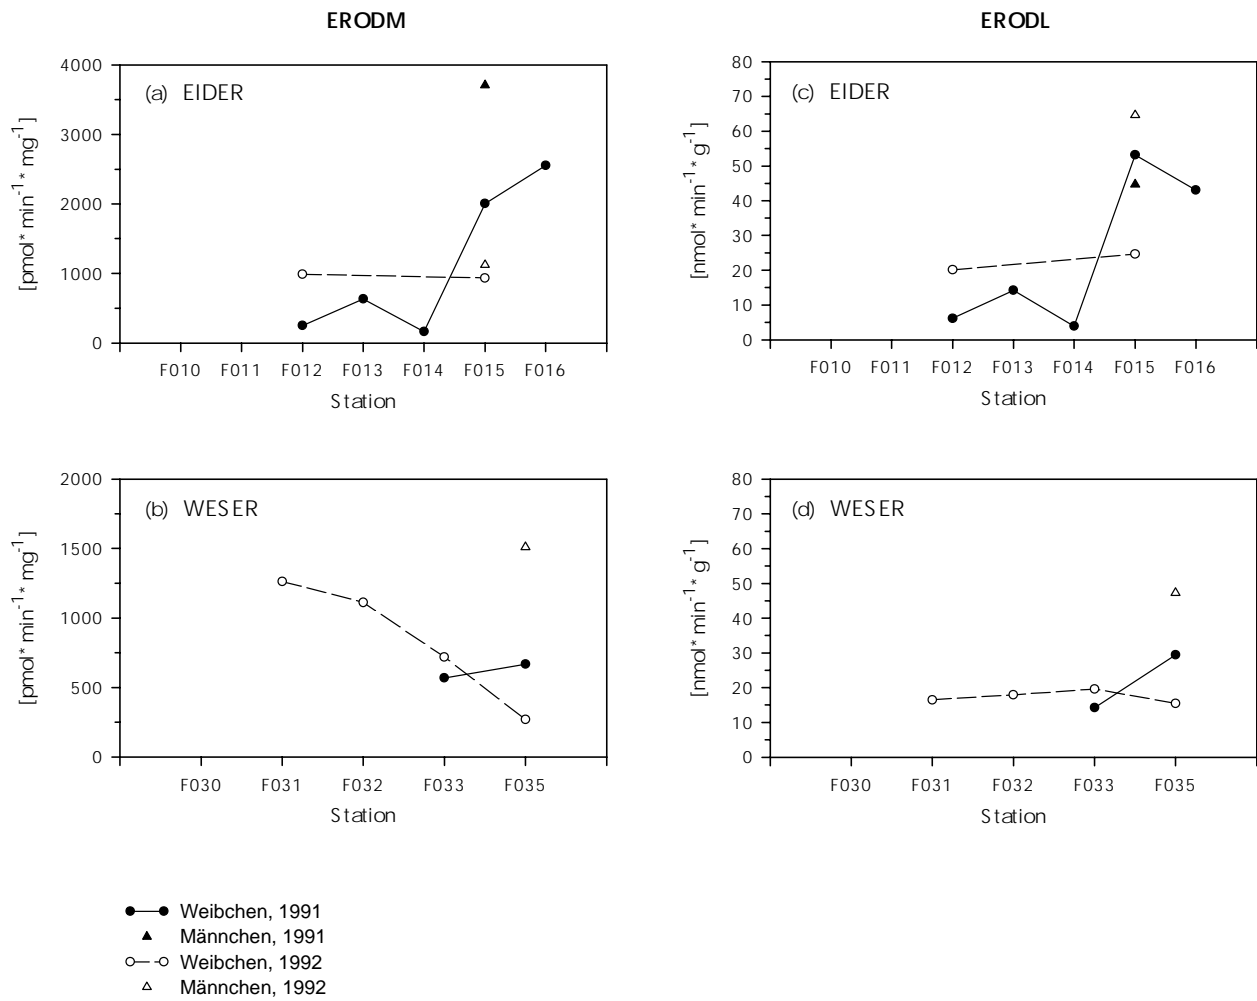 ERODM
ERODL
(a) EIDER
4000
3000
2000
1000
0
[pmol* min-1* mg-1]
F010 F011 F012 F013 F014 F015 F016
Station
(c) EIDER
80
70
60
50
40
30
20
10
0
[nmol* min-1* g-1]
F010 F011 F012 F013 F014 F015 F016
Station
(b) WESER
2000
1500
1000
500
0
[pmol* min-1* mg-1]
F030 F031 F032 F033 F035
Station
(d) WESER
80
70
60
50
40
30
20
10
0
[nmol* min-1* g-1]
F030 F031 F032 F033 F035
Station
Weibchen, 1991
Männchen, 1991
Weibchen, 1992
Männchen, 1992